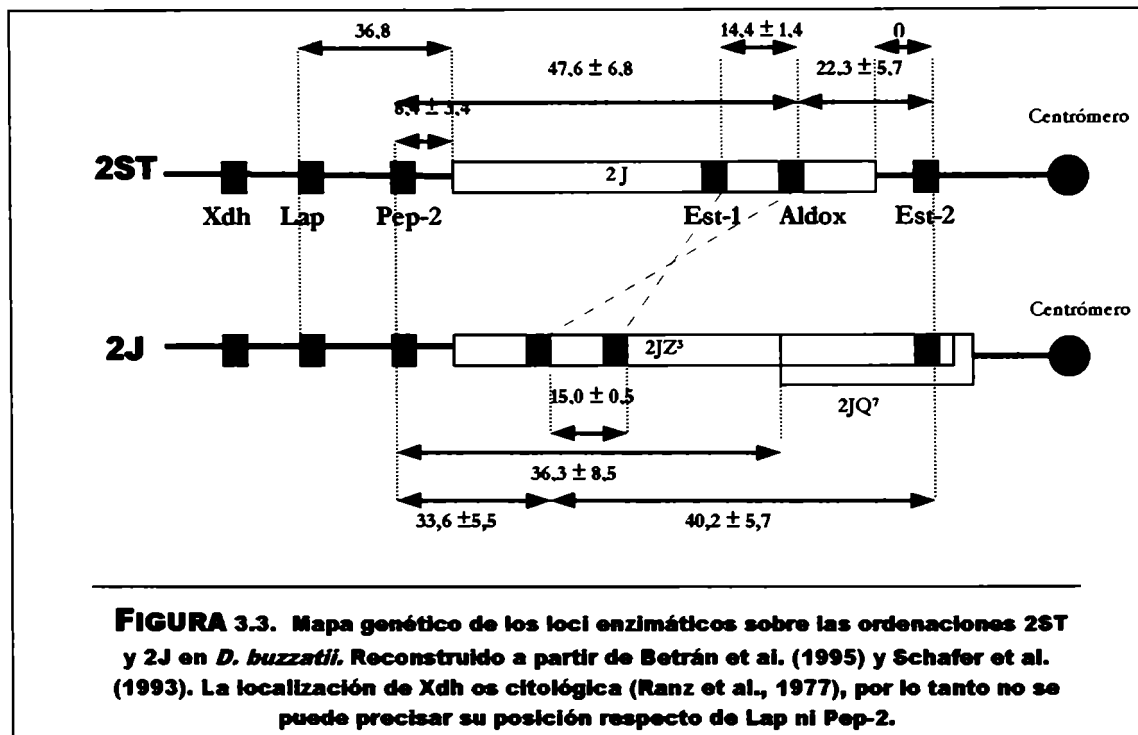 36.8
14.4 ± 1.4
0
47.6 ± 6.8
22.3 ± 5.7
8.4 ± 3.4
Centrómero
2ST
2 J
Xdh
Lap
Pep-2
Est-1
Aldox
Est-2
Centrómero
2J
2JZ³
15.0 ± 0.5
2JQ⁷
36.3 ± 8.5
33,6 ±5,5
40,2 ± 5,7
FIGURA 3.3. Mapa genético de los loci enzimáticos sobre las ordenaciones 2ST
y 2J en D. buzzatii. Reconstruido a partir de Betrán et al. (1995) y Schafer et al.
(1993). La localización de Xdh os citológica (Ranz et al., 1977), por lo tanto no se
puede precisar su posición respecto de Lap ni Pep-2.